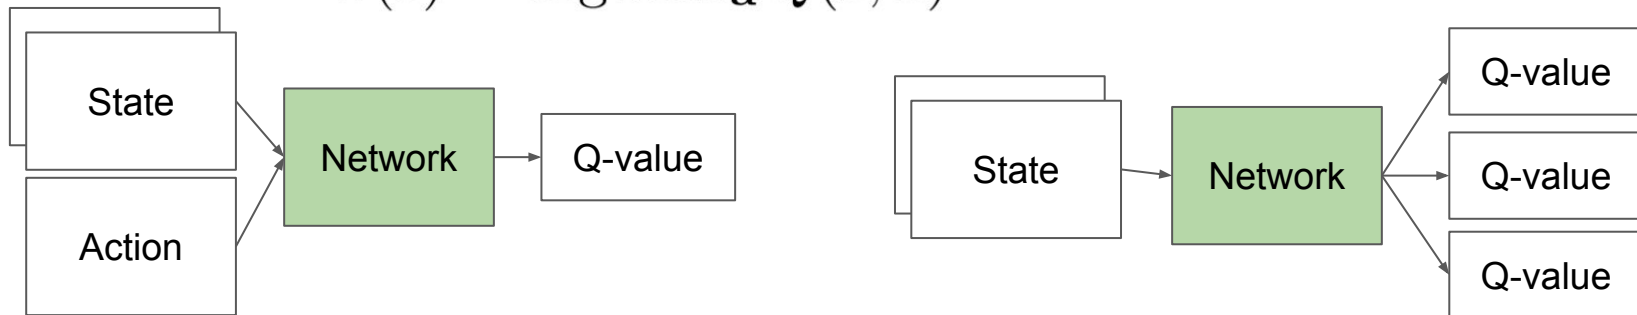 State
Network
Q-value
Action
State
Network
Q-value
Q-value
Q-value